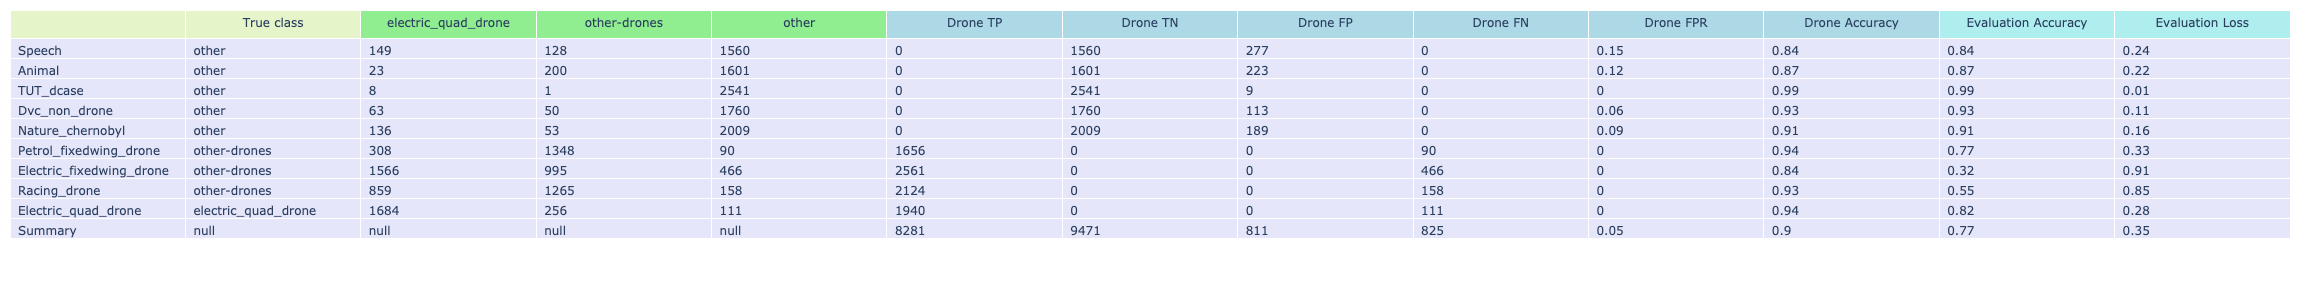 True class electric_quad_drone other-drones other Drone TP Drone TN Drone FP Drone FN Drone FPR Drone Accuracy Evaluation Accuracy Evaluation Loss
Speech other 149 128 1560 0 1560 277 0 0.15 0.84 0.84 0.24
Animal other 23 200 1601 0 1601 223 0 0.12 0.87 0.87 0.22
TUT_dcase other 8 1 2541 0 2541 9 0 0 0.99 0.99 0.01
Dvc_non_drone other 63 50 1760 0 1760 113 0 0.06 0.93 0.93 0.11
Nature_chernobyl other 136 53 2009 0 2009 189 0 0.09 0.91 0.91 0.16
Petrol_fixedwing_drone other-drones 308 1348 90 1656 0 0 90 0 0.94 0.77 0.33
Electric_fixedwing_drone other-drones 1566 995 466 2561 0 0 466 0 0.84 0.32 0.91
Racing_drone other-drones 859 1265 158 2124 0 0 158 0 0.93 0.55 0.85
Electric_quad_drone electric_quad_drone 1684 256 111 1940 0 0 111 0 0.94 0.82 0.28
Summary null null null null 8281 9471 811 825 0.05 0.9 0.77 0.35